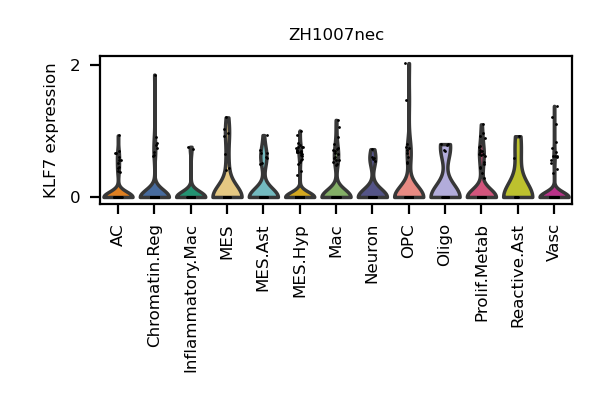 ZH1007nec
KLF7 expression
2
0
AC
Chromatin.Reg
Inflammatory.Mac
MES
MES.Ast
MES.Hyp
Mac
Neuron
OPC
Oligo
Prolif.Metab
Reactive.Ast
Vasc